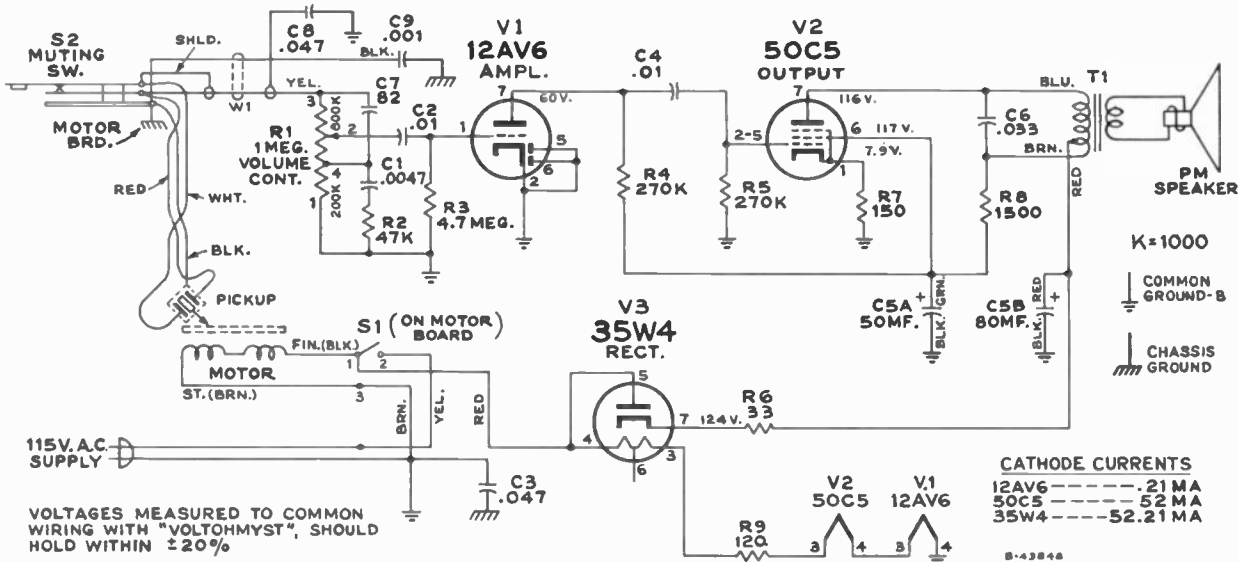 S2
MUTING
SW.
SHLD.
W1
C8
.047
C9
.001
BLK.
YEL.
MOTOR
BRD.
RED
WHT.
BLK.
PICKUP
3
800K
2
R1
1 MEG.
VOLUME
CONT.
4
200K
1
C7
82
C2
.01
C1
.0047
R2
47K
R3
4.7 MEG.
V1
12AV6
AMPL.
7
60V.
1
5
6
2
C4
.01
R4
270K
R5
270K
V2
50C5
OUTPUT
7
116V.
2-5
6
117V.
7.9V.
1
R7
150
BLU.
T1
C6
.033
BRN.
RED
R8
1500
PM
SPEAKER
K=1000
COMMON
GROUND-B
CHASSIS
GROUND
+
GRN.
C5A
50MF.
BLK.
RED
+
C5B
80MF.
BLK.
MOTOR
FIN.(BLK.)
S1 (ON MOTOR
BOARD)
1
2
ST.(BRN.)
3
BRN.
YEL.
RED
115V. A.C.
SUPPLY
C3
.047
V3
35W4
RECT.
5
7
124V.
4
3
6
R6
33
R9
120
V2
50C5
3
4
V1
12AV6
3
4
VOLTAGES MEASURED TO COMMON
WIRING WITH "VOLTOHMYST", SHOULD
HOLD WITHIN ±20%
CATHODE CURRENTS
12AV6 ------ .21 MA
50C5 ------ 52 MA
35W4 ---- 52.21 MA
B-43848